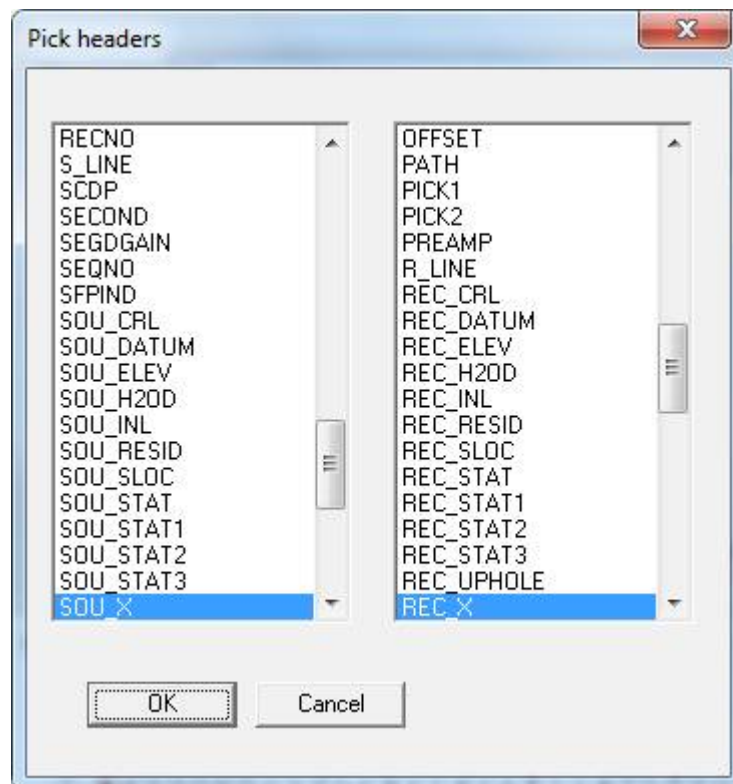 Pick headers
RECNO
S_LINE
SCDP
SECOND
SEGDGAIN
SEQNO
SFPIND
SOU_CRL
SOU_DATUM
SOU_ELEV
SOU_H2OD
SOU_INL
SOU_RESID
SOU_SLOC
SOU_STAT
SOU_STAT1
SOU_STAT2
SOU_STAT3
SOU_X
OFFSET
PATH
PICK1
PICK2
PREAMP
R_LINE
REC_CRL
REC_DATUM
REC_ELEV
REC_H2OD
REC_INL
REC_RESID
REC_SLOC
REC_STAT
REC_STAT1
REC_STAT2
REC_STAT3
REC_UPHOLE
REC_X
OK
Cancel